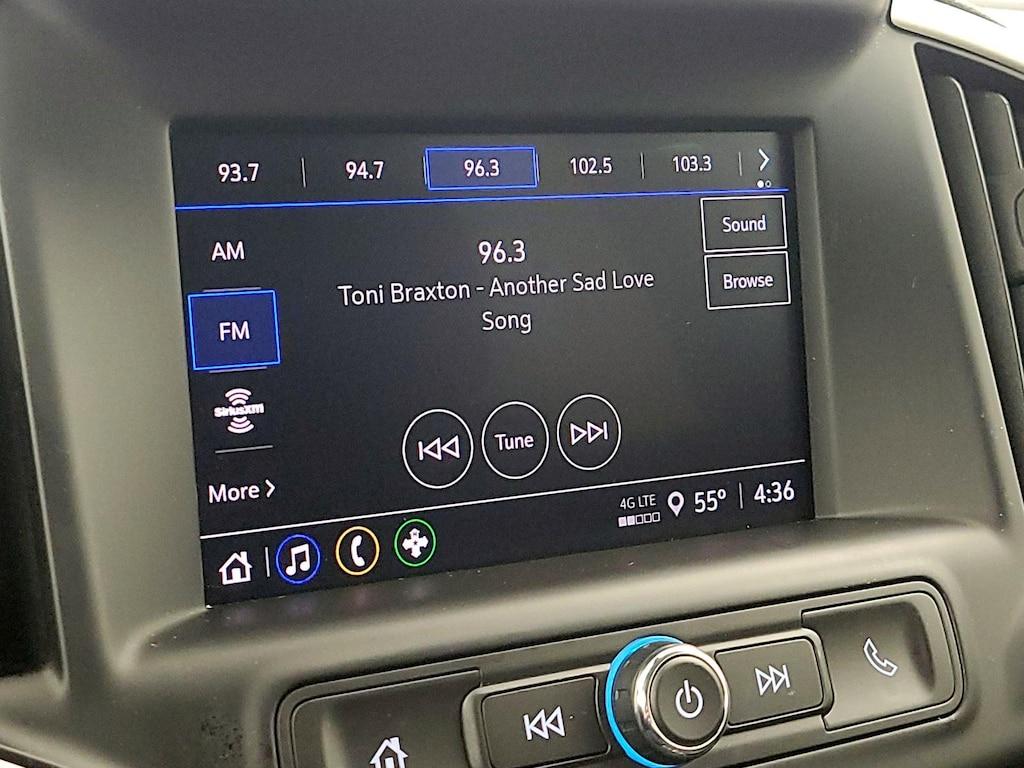 93.7 | 94.7 96.3 102.5 | 103.3 |
Sound
AM
96.3
Browse
Toni Braxton - Another Sad Love
Song
FM
SiriusXM
Tune
More
4G LTE
55° | 4:36